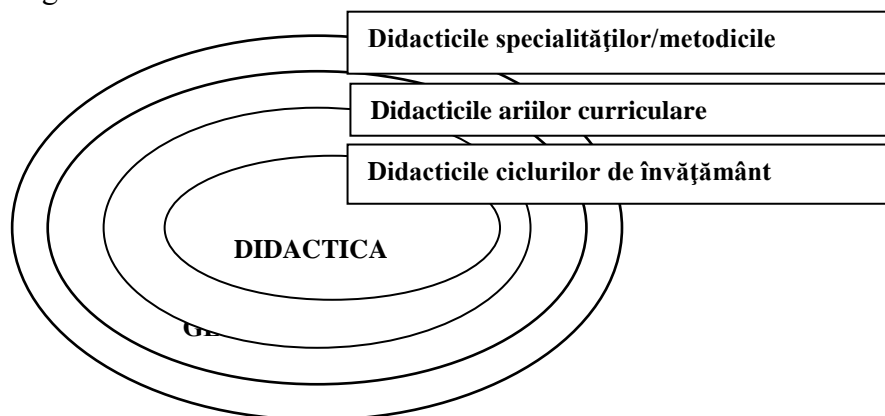 Didacticile specialităţilor/metodicile
Didacticile ariilor curriculare
Didacticile ciclurilor de învăţământ
DIDACTICA